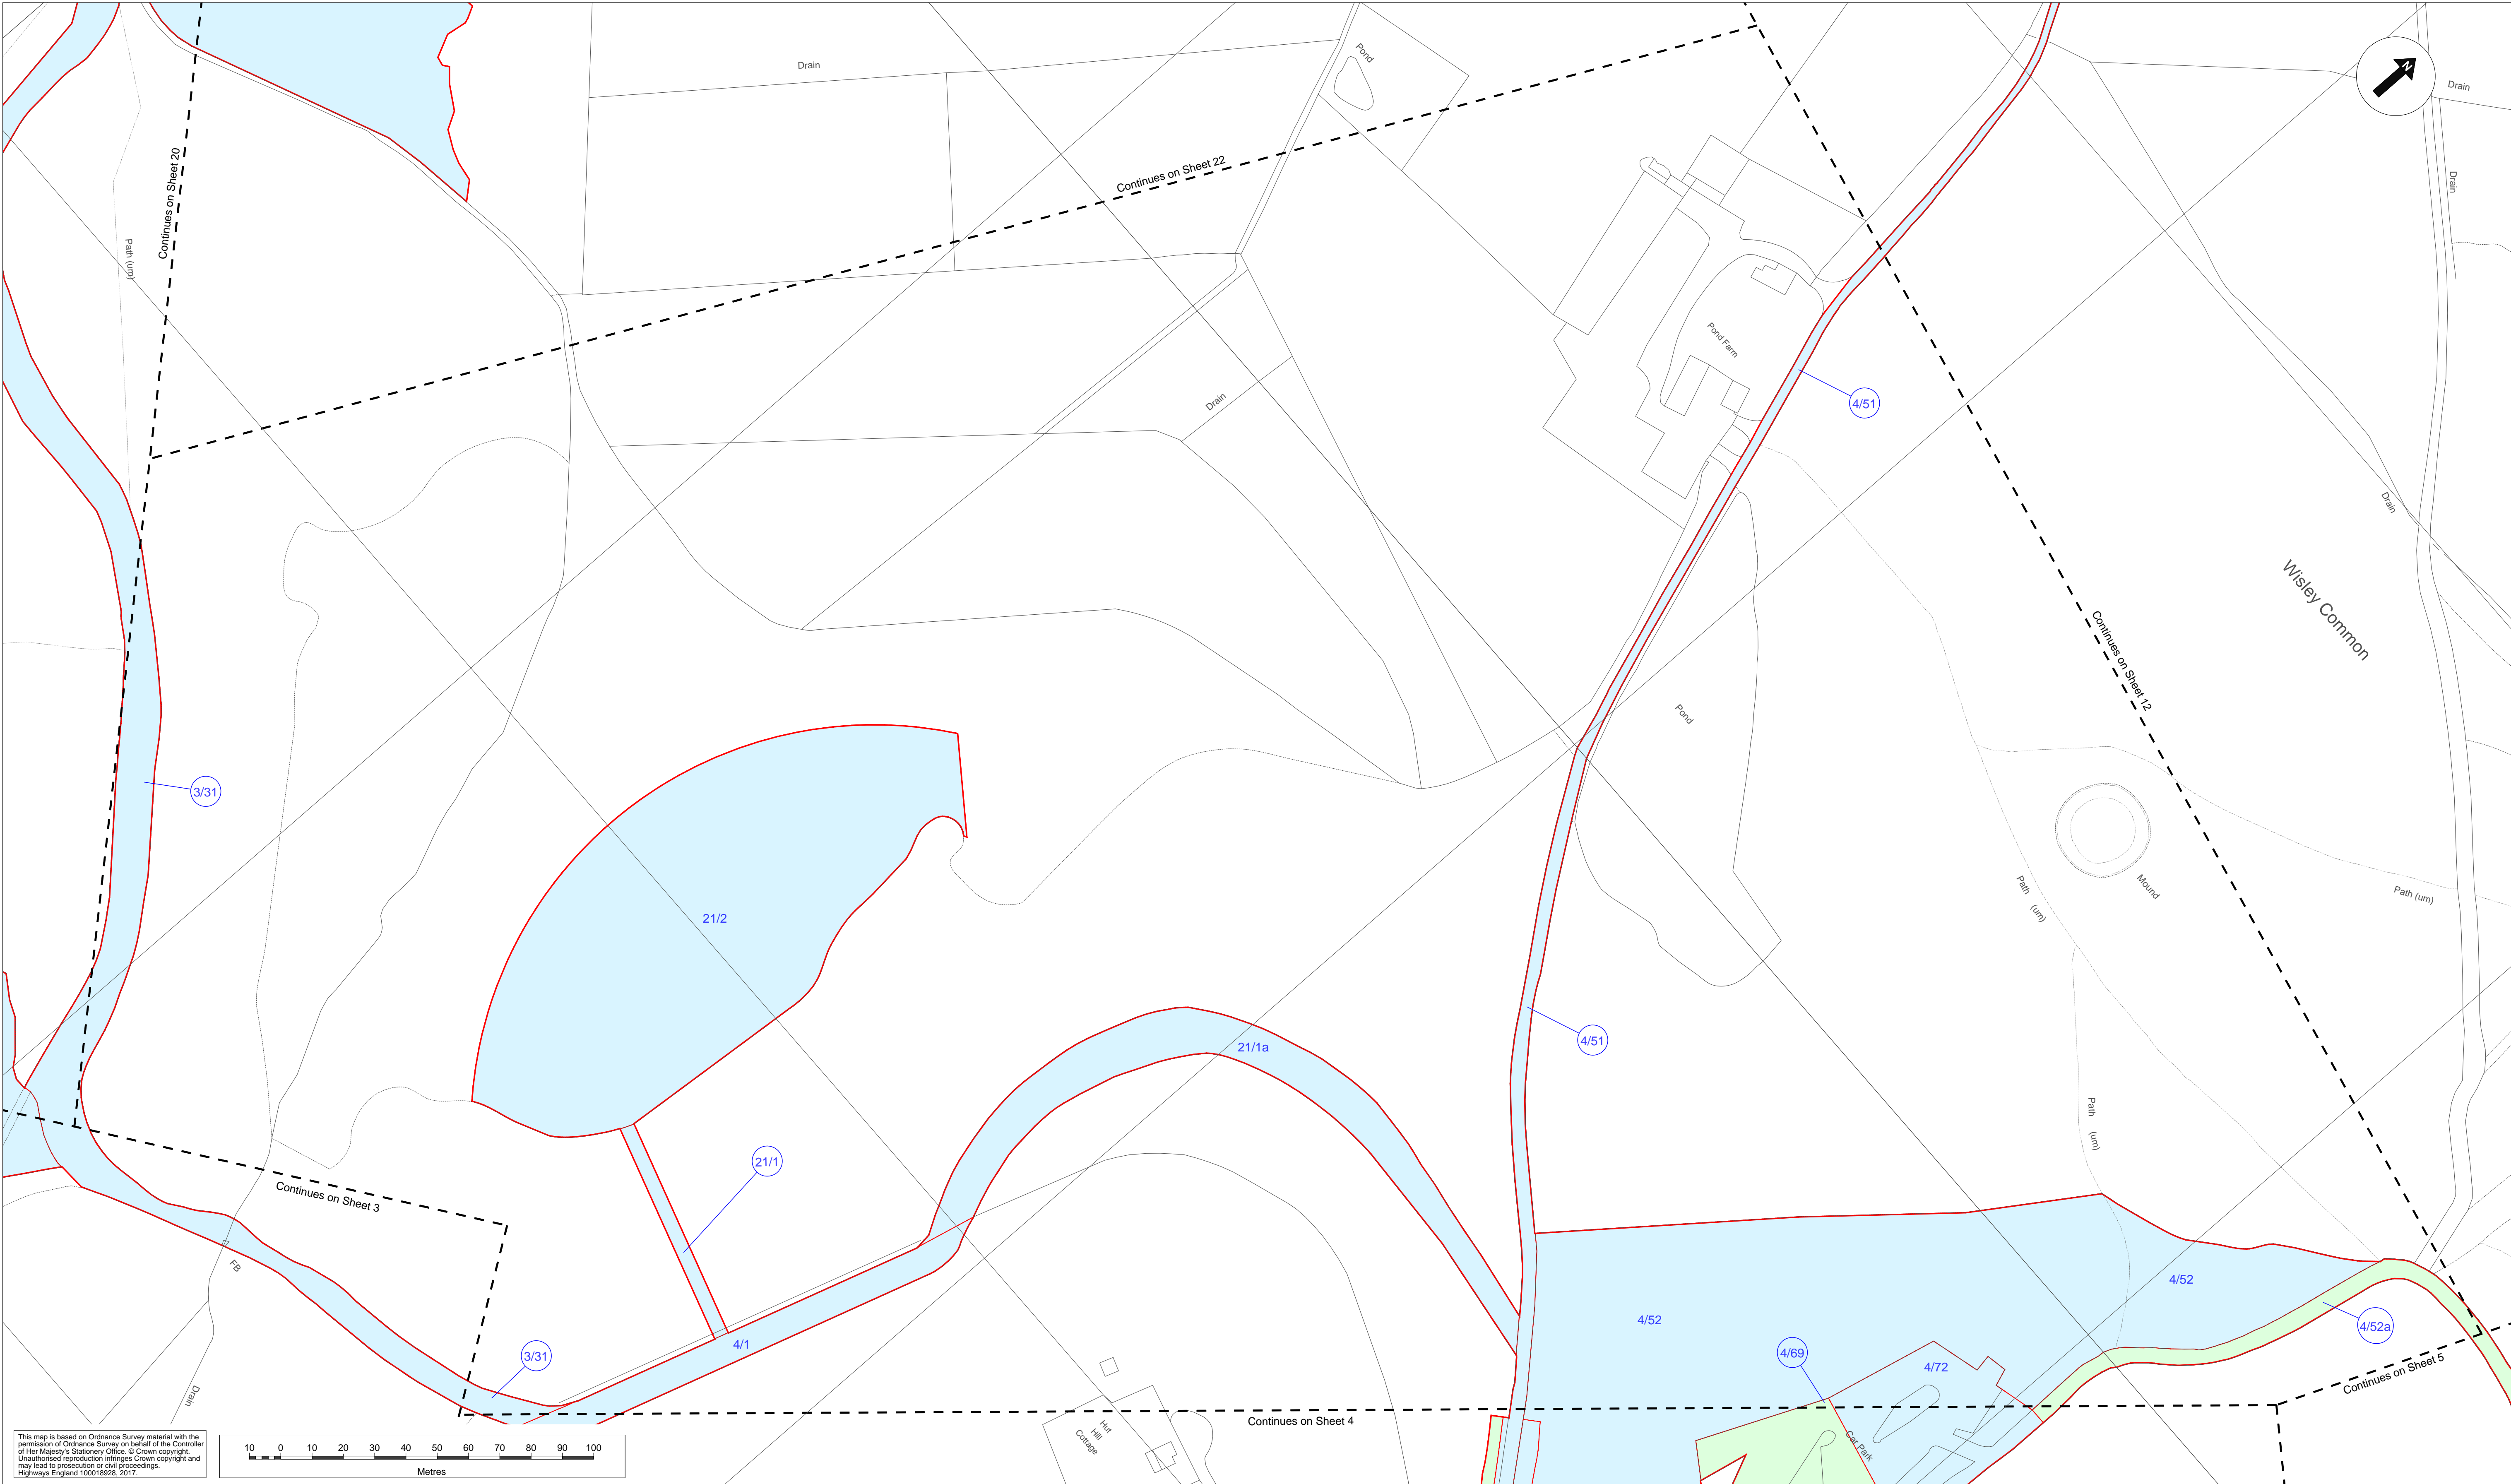 Drain
Pond
N
Drain
Continues on Sheet 20
Continues on Sheet 22
Drain
Path (um)
Pond Farm
Drain
4/51
Drain
Wisley Common
Continues on Sheet 12
Pond
3/31
Path (um)
Mound
Path (um)
21/2
21/1a
4/51
Path (um)
21/1
Continues on Sheet 3
FB
4/52
4/52
4/52a
4/1
3/31
4/69
4/72
Continues on Sheet 5
Drain
Continues on Sheet 4
Hut
Hill
Cottage
Car Park
This map is based on Ordnance Survey material with the
permission of Ordnance Survey on behalf of the Controller
of Her Majesty's Stationery Office. © Crown copyright.
Unauthorised reproduction infringes Crown copyright and
may lead to prosecution or civil proceedings.
Highways England 100018928, 2017.
10 0 10 20 30 40 50 60 70 80 90 100
Metres